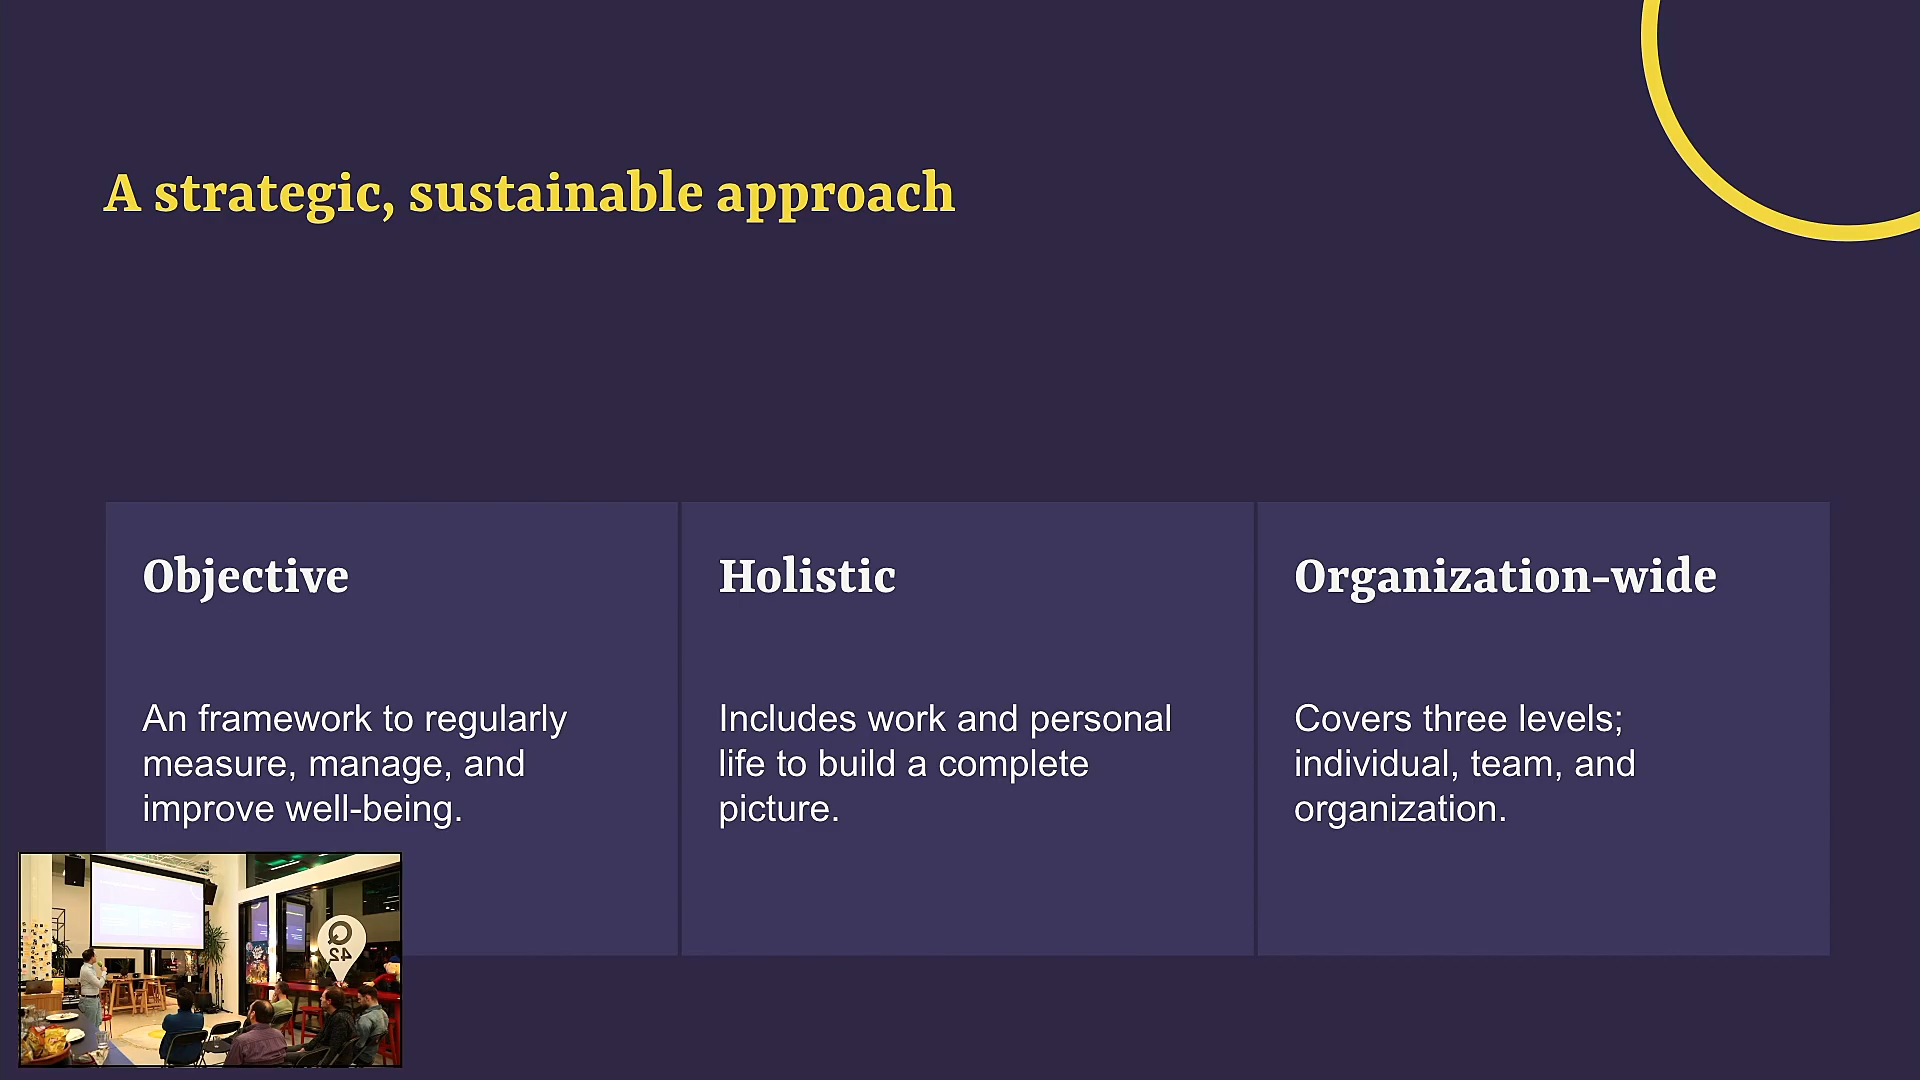 A strategic, sustainable approach
Objective
An framework to regularly
measure, manage, and
improve well-being.
Holistic
Includes work and personal
life to build a complete
picture.
Organization-wide
Covers three levels;
individual, team, and
organization.
Q
42